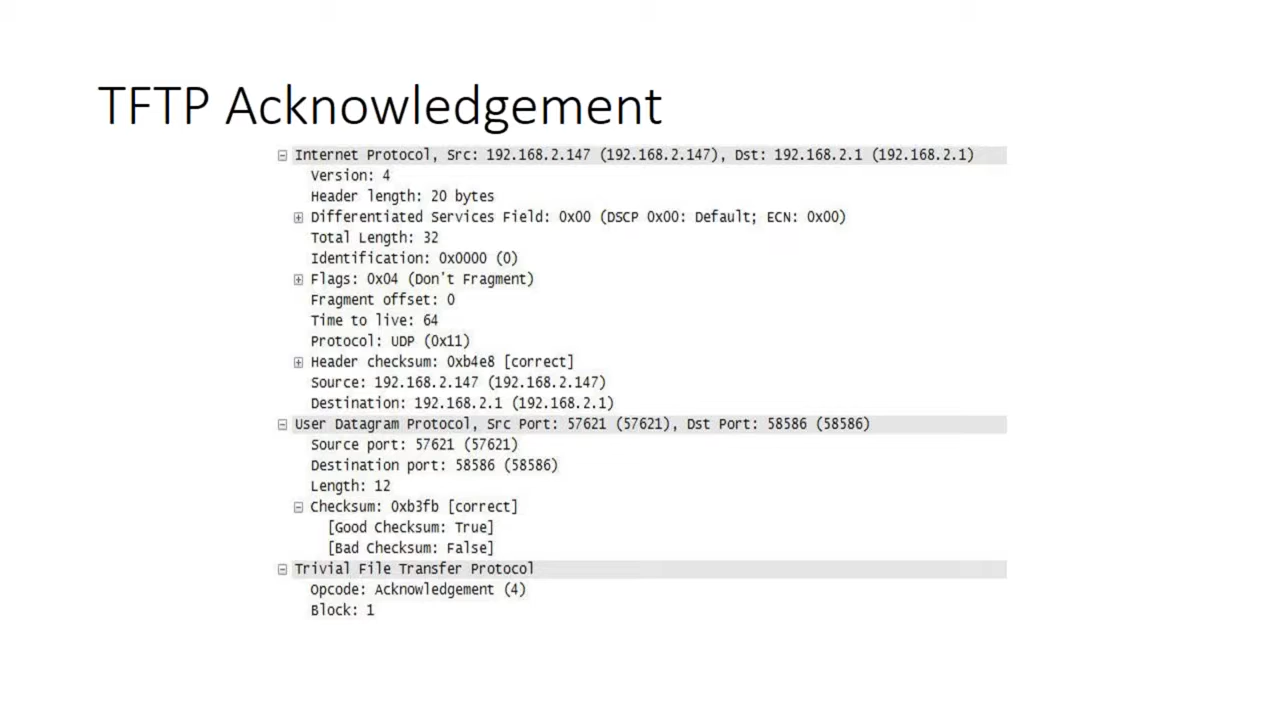 TFTP Acknowledgement
Internet Protocol, Src: 192.168.2.147 (192.168.2.147), Dst: 192.168.2.1 (192.168.2.1)
Version: 4
Header length: 20 bytes
Differentiated Services Field: 0x00 (DSCP 0x00: Default; ECN: 0x00)
Total Length: 32
Identification: 0x0000 (0)
Flags: 0x04 (Don't Fragment)
Fragment offset: 0
Time to live: 64
Protocol: UDP (0x11)
Header checksum: 0xb4e8 [correct]
Source: 192.168.2.147 (192.168.2.147)
Destination: 192.168.2.1 (192.168.2.1)
User Datagram Protocol, Src Port: 57621 (57621), Dst Port: 58586 (58586)
Source port: 57621 (57621)
Destination port: 58586 (58586)
Length: 12
Checksum: 0xb3fb [correct]
[Good Checksum: True]
[Bad Checksum: False]
Trivial File Transfer Protocol
Opcode: Acknowledgement (4)
Block: 1